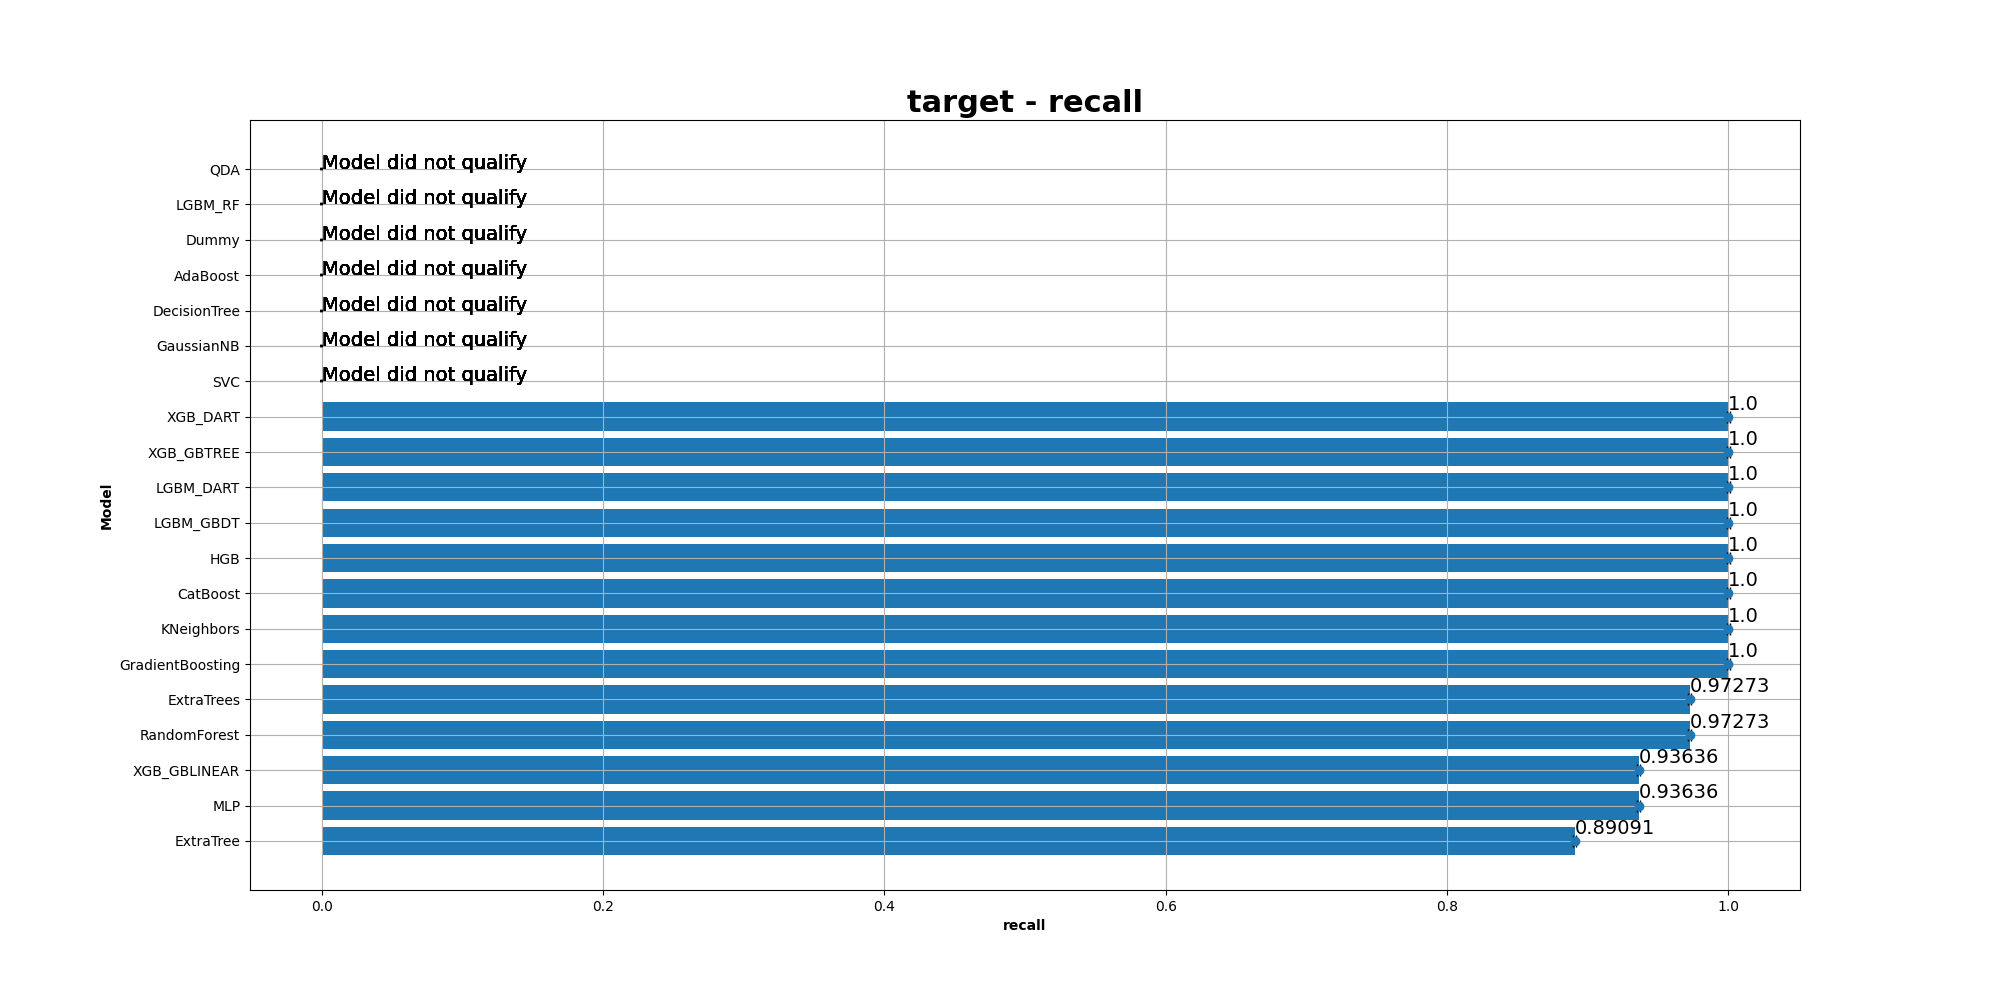 target - recall
QDA Model did not qualify
LGBM_RF Model did not qualify
Dummy Model did not qualify
AdaBoost Model did not qualify
DecisionTree Model did not qualify
GaussianNB Model did not qualify
SVC Model did not qualify
XGB_DART 1.0
XGB_GBTREE 1.0
LGBM_DART 1.0
LGBM_GBDT 1.0
HGB 1.0
CatBoost 1.0
KNeighbors 1.0
GradientBoosting 1.0
ExtraTrees 0.97273
RandomForest 0.97273
XGB_GBLINEAR 0.93636
MLP 0.93636
ExtraTree 0.89091
Model
0.0 0.2 0.4 0.6 0.8 1.0
recall